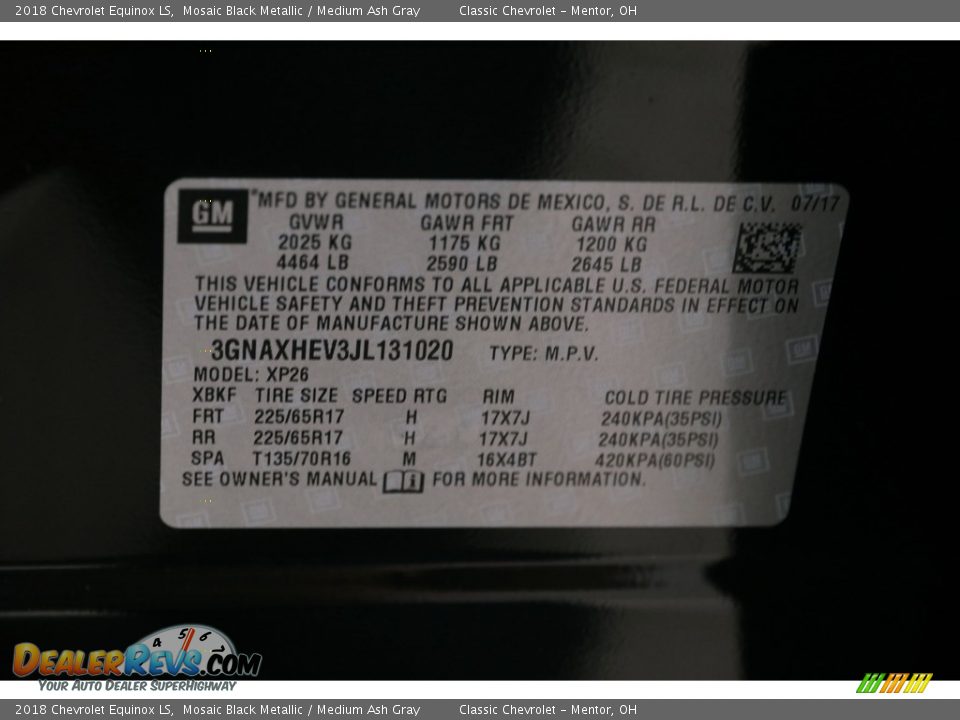 2018 Chevrolet Equinox LS,  Mosaic Black Metallic / Medium Ash Gray    Classic Chevrolet – Mentor, OH
GM *MFD BY GENERAL MOTORS DE MEXICO, S. DE R.L. DE C.V. 07/17
GVWR GAWR FRT GAWR RR
2025 KG 1175 KG 1200 KG
4464 LB 2590 LB 2645 LB
THIS VEHICLE CONFORMS TO ALL APPLICABLE U.S. FEDERAL MOTOR
VEHICLE SAFETY AND THEFT PREVENTION STANDARDS IN EFFECT ON
THE DATE OF MANUFACTURE SHOWN ABOVE.
3GNAXHEV3JL131020 TYPE: M.P.V.
MODEL: XP26
XBKF TIRE SIZE SPEED RTG RIM COLD TIRE PRESSURE
FRT 225/65R17 H 17X7J 240KPA(35PSI)
RR 225/65R17 H 17X7J 240KPA(35PSI)
SPA T135/70R16 M 16X4BT 420KPA(60PSI)
SEE OWNER'S MANUAL i FOR MORE INFORMATION.
4 5 6
DEALERREVS.COM
YOUR AUTO DEALER SUPERHIGHWAY
2018 Chevrolet Equinox LS,  Mosaic Black Metallic / Medium Ash Gray    Classic Chevrolet – Mentor, OH